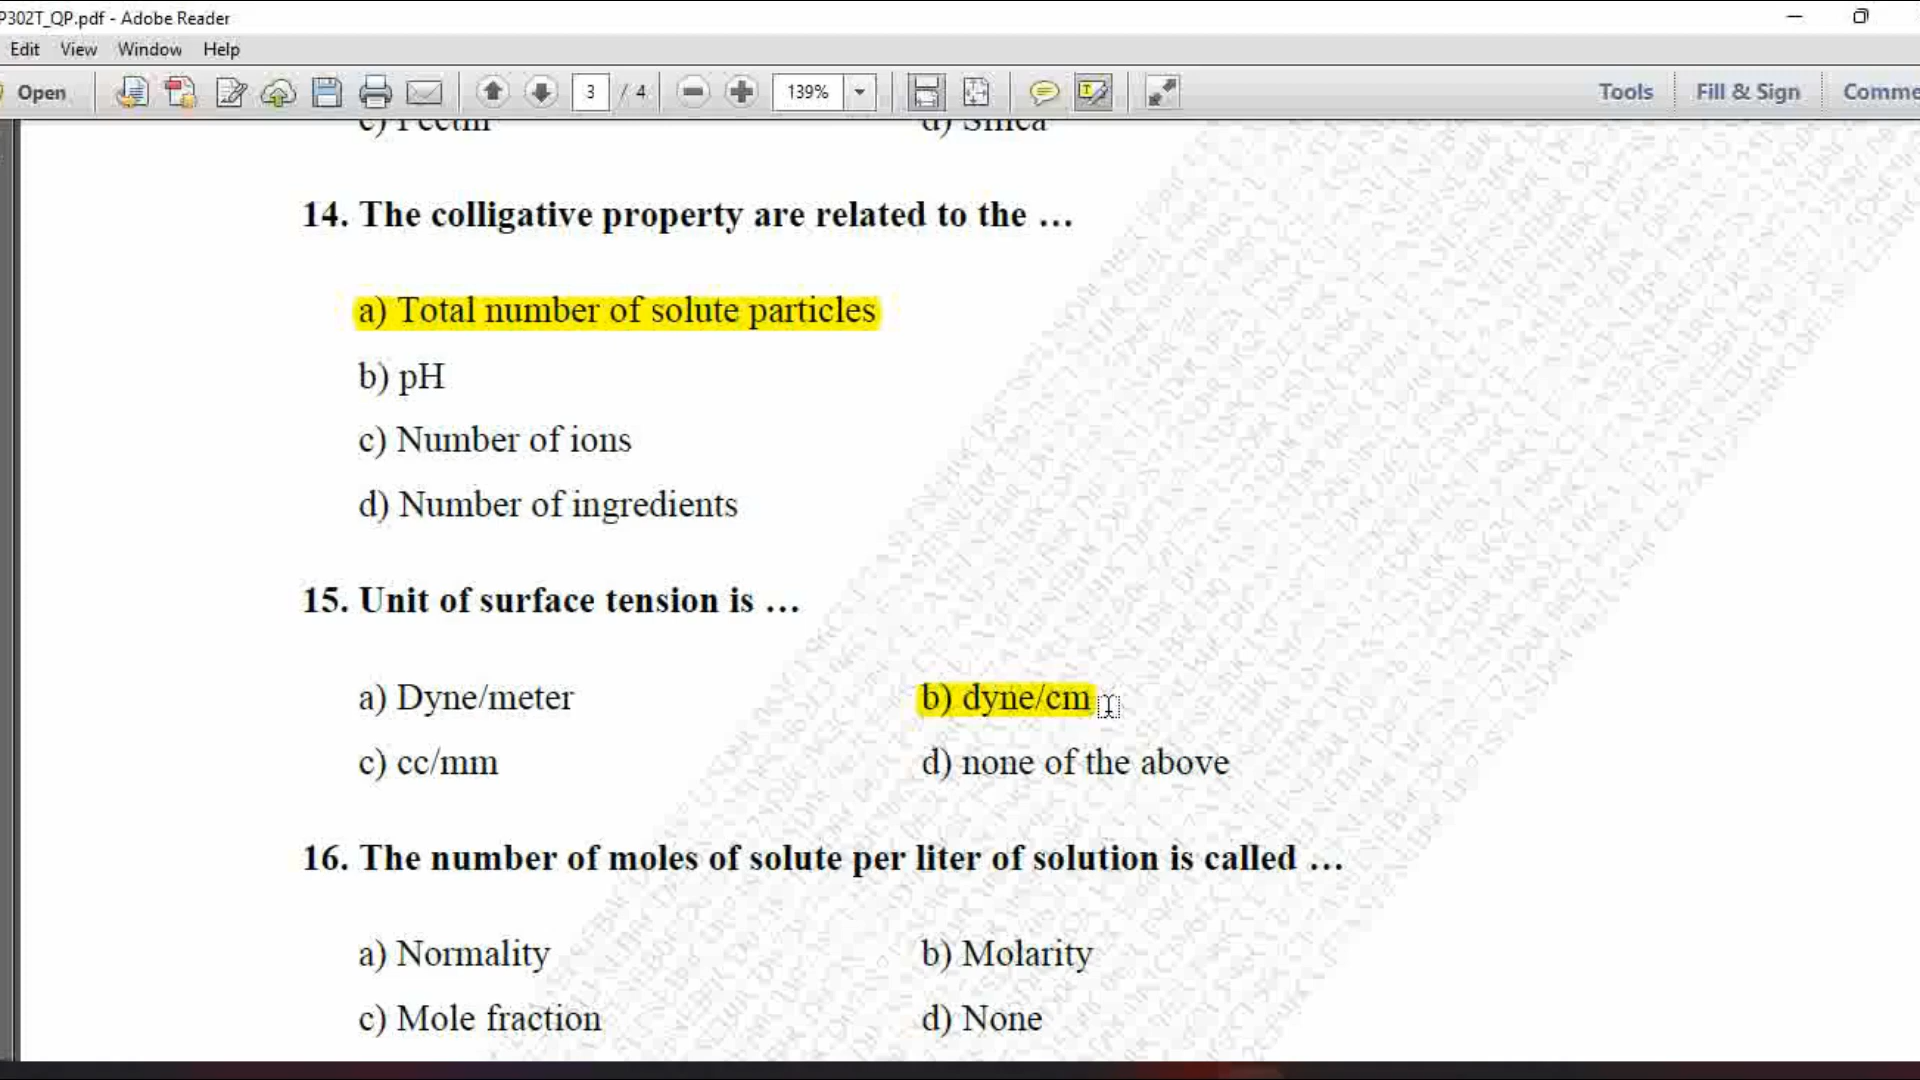 P302T_QP.pdf - Adobe Reader
Edit View Window Help
Open 3 / 4 139% Tools Fill & Sign Comme
c) Pectin d) Silica
14. The colligative property are related to the ...
a) Total number of solute particles
b) pH
c) Number of ions
d) Number of ingredients
15. Unit of surface tension is ...
a) Dyne/meter b) dyne/cm
c) cc/mm d) none of the above
16. The number of moles of solute per liter of solution is called ...
a) Normality b) Molarity
c) Mole fraction d) None